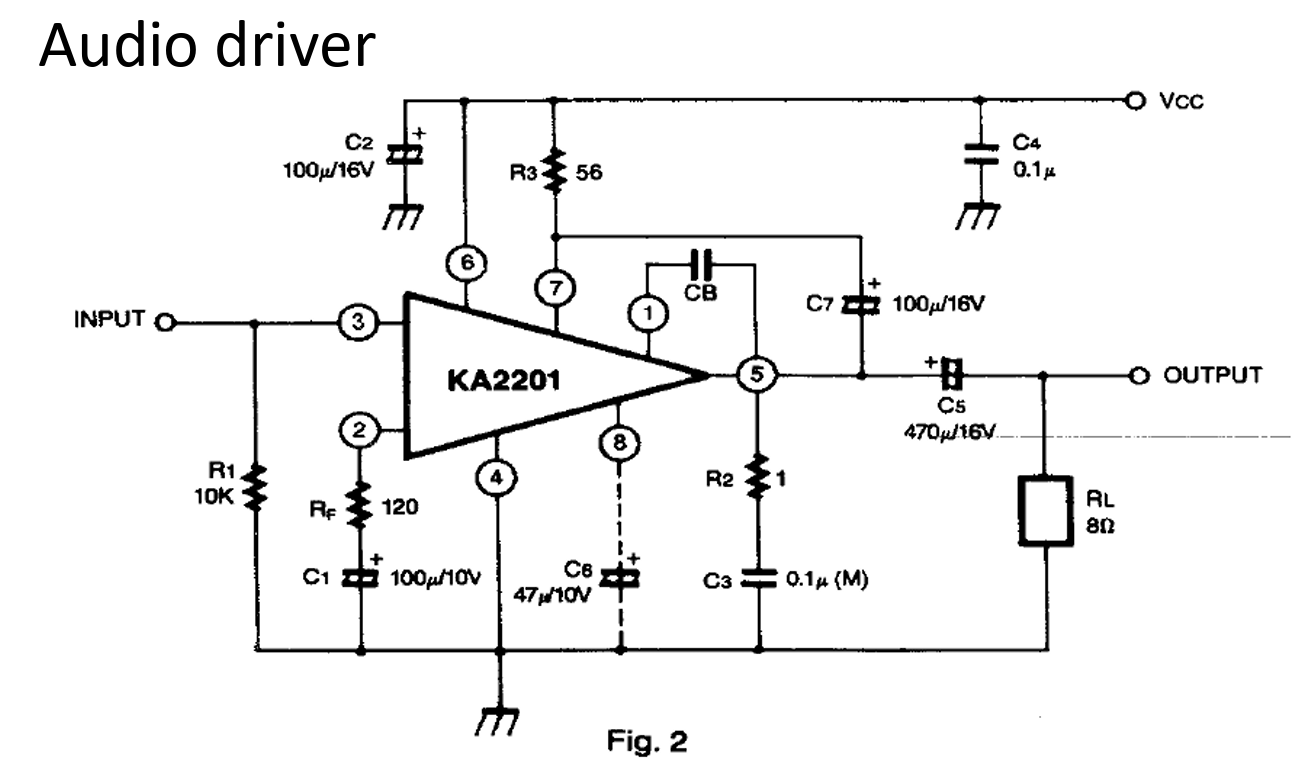 Audio driver
VCC
C2
100μ/16V
R3 56
C4
0.1μ
6
7
1
CB
C7 100μ/16V
INPUT
3
KA2201
5
OUTPUT
C5
470μ/16V
2
8
4
R1
10K
RF 120
R2 1
RL
8Ω
C1 100μ/10V
C6
47μ/10V
C3 0.1μ (M)
Fig. 2